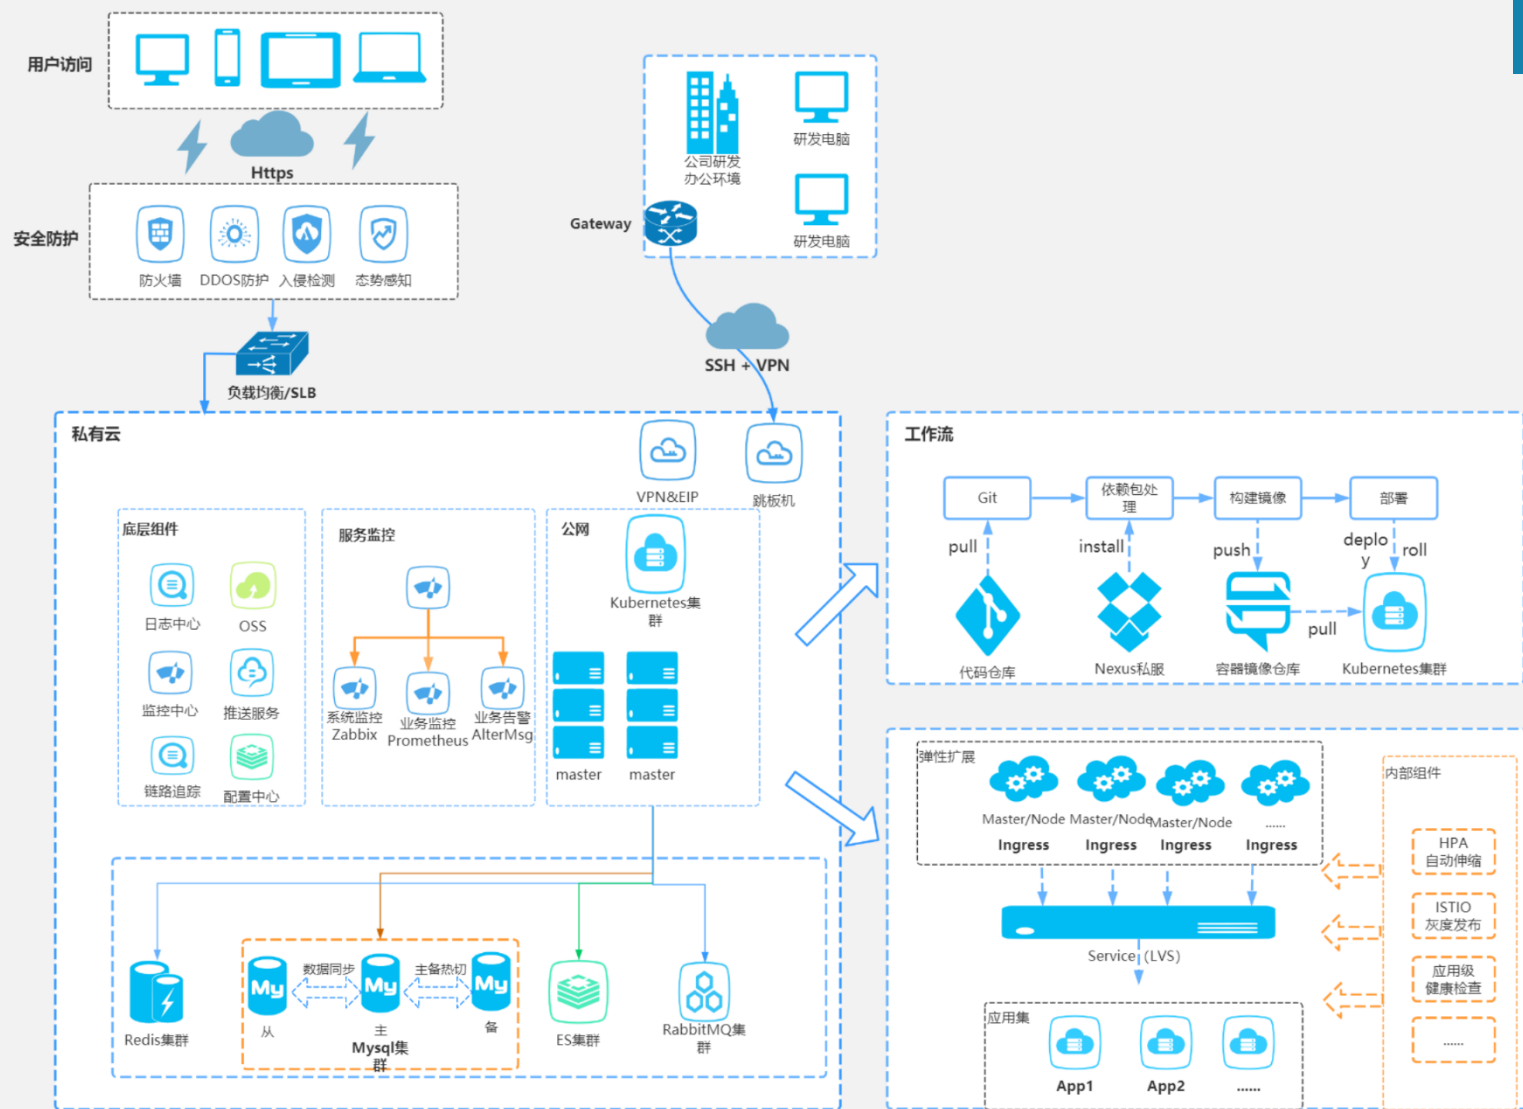 用户访问
Https
安全防护
防火墙
DDOS防护
入侵检测
态势感知
负载均衡/SLB
公司研发
办公环境
研发电脑
研发电脑
Gateway
SSH + VPN
私有云
VPN&EIP
跳板机
底层组件
日志中心
OSS
监控中心
推送服务
链路追踪
配置中心
服务监控
系统监控
Zabbix
业务监控
Prometheus
业务告警
AlterMsg
公网
Kubernetes集
群
master
master
Redis集群
My
数据同步
My
主备热切
My
从
主
备
Mysql集
群
ES集群
RabbitMQ集
群
工作流
Git
依赖包处
理
构建镜像
部署
pull
install
push
deplo
y
roll
pull
代码仓库
Nexus私服
容器镜像仓库
Kubernetes集群
弹性扩展
Master/Node
Master/Node
Master/Node
......
Ingress
Ingress
Ingress
Ingress
Service（LVS）
应用集
App1
App2
......
内部组件
HPA
自动伸缩
ISTIO
灰度发布
应用级
健康检查
......